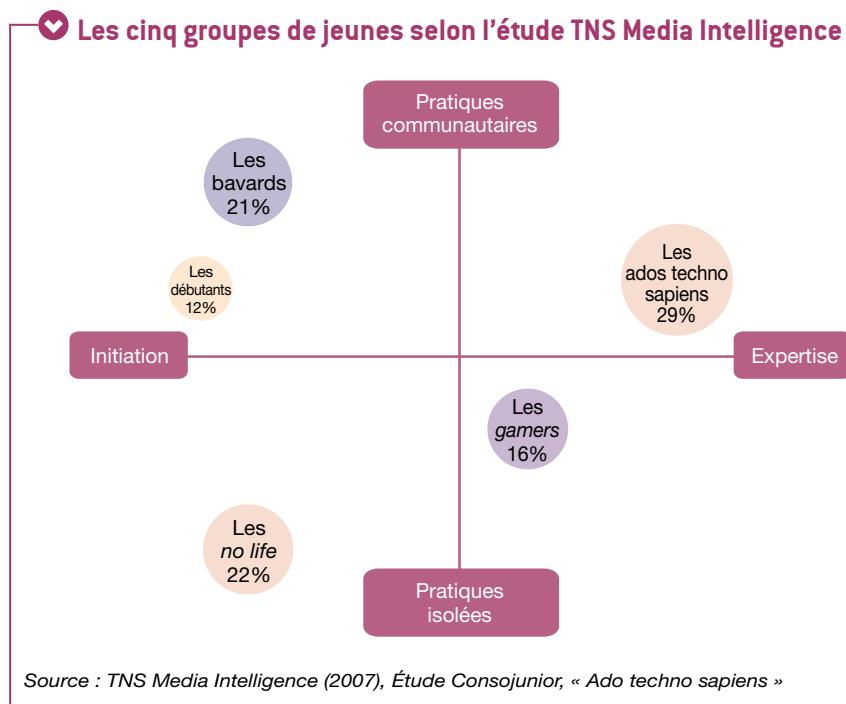 Les cinq groupes de jeunes selon l'étude TNS Media Intelligence
Pratiques
communautaires
Les
bavards
21%
Les
ados techno
sapiens
29%
Les
débutants
12%
Initiation
Expertise
Les
gamers
16%
Les
no life
22%
Pratiques
isolées
Source : TNS Media Intelligence (2007), Étude Consojunior, « Ado techno sapiens »